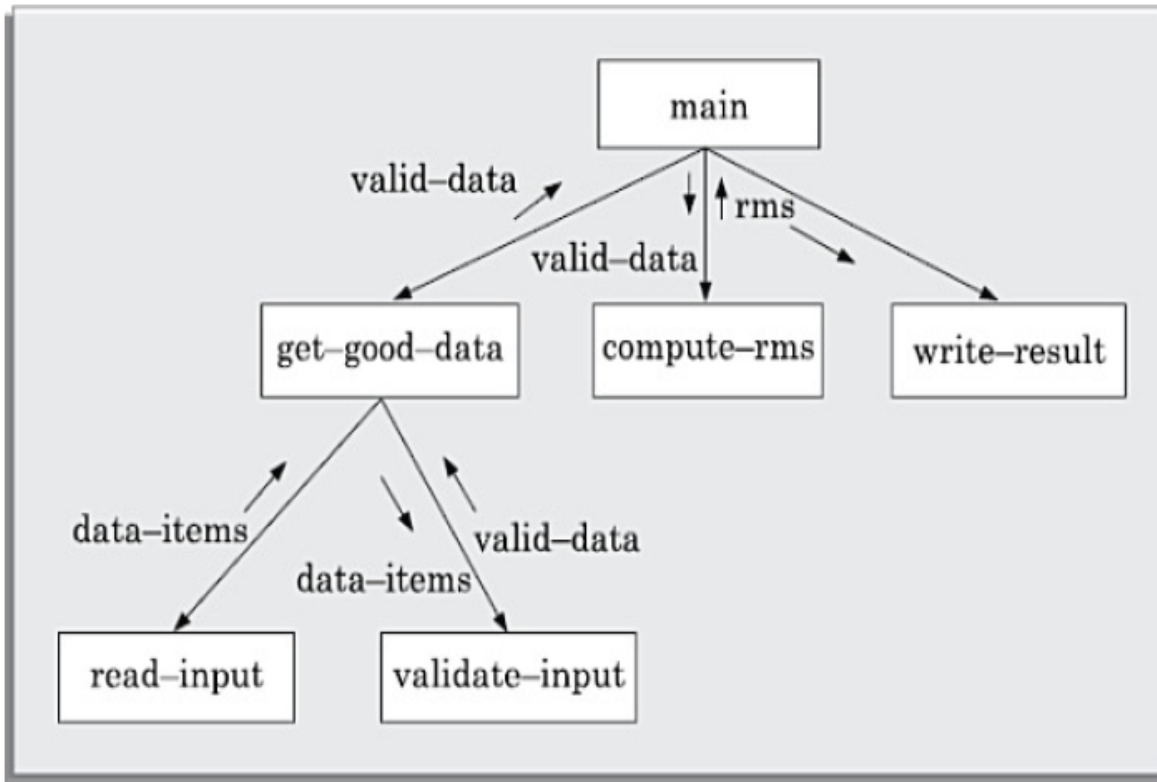 main
valid–data
rms
valid–data
get–good–data
compute–rms
write–result
data–items
valid–data
data–items
read–input
validate–input